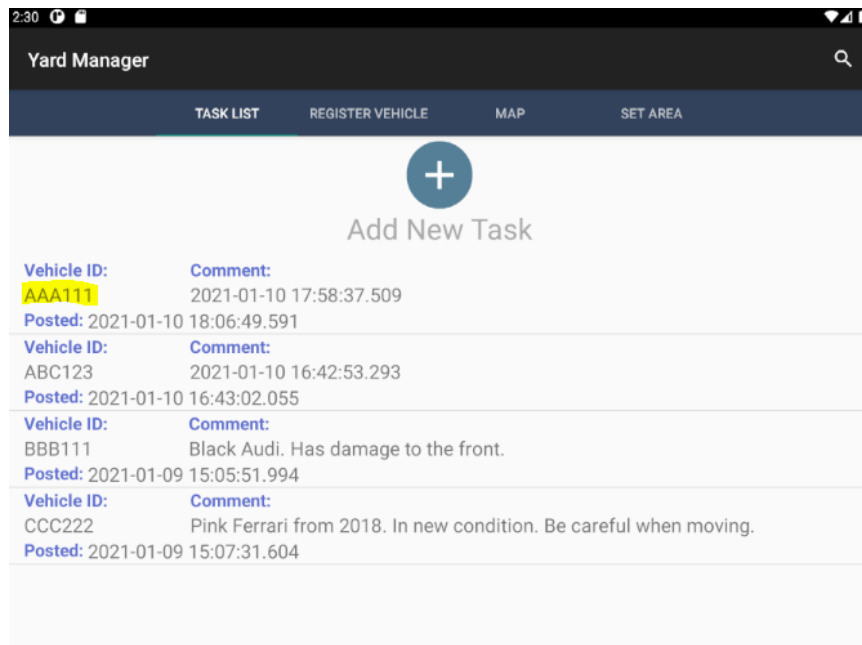 2:30
Yard Manager
TASK LIST REGISTER VEHICLE MAP SET AREA
Add New Task
Vehicle ID: Comment:
AAA111 2021-01-10 17:58:37.509
Posted: 2021-01-10 18:06:49.591
Vehicle ID: Comment:
ABC123 2021-01-10 16:42:53.293
Posted: 2021-01-10 16:43:02.055
Vehicle ID: Comment:
BBB111 Black Audi. Has damage to the front.
Posted: 2021-01-09 15:05:51.994
Vehicle ID: Comment:
CCC222 Pink Ferrari from 2018. In new condition. Be careful when moving.
Posted: 2021-01-09 15:07:31.604